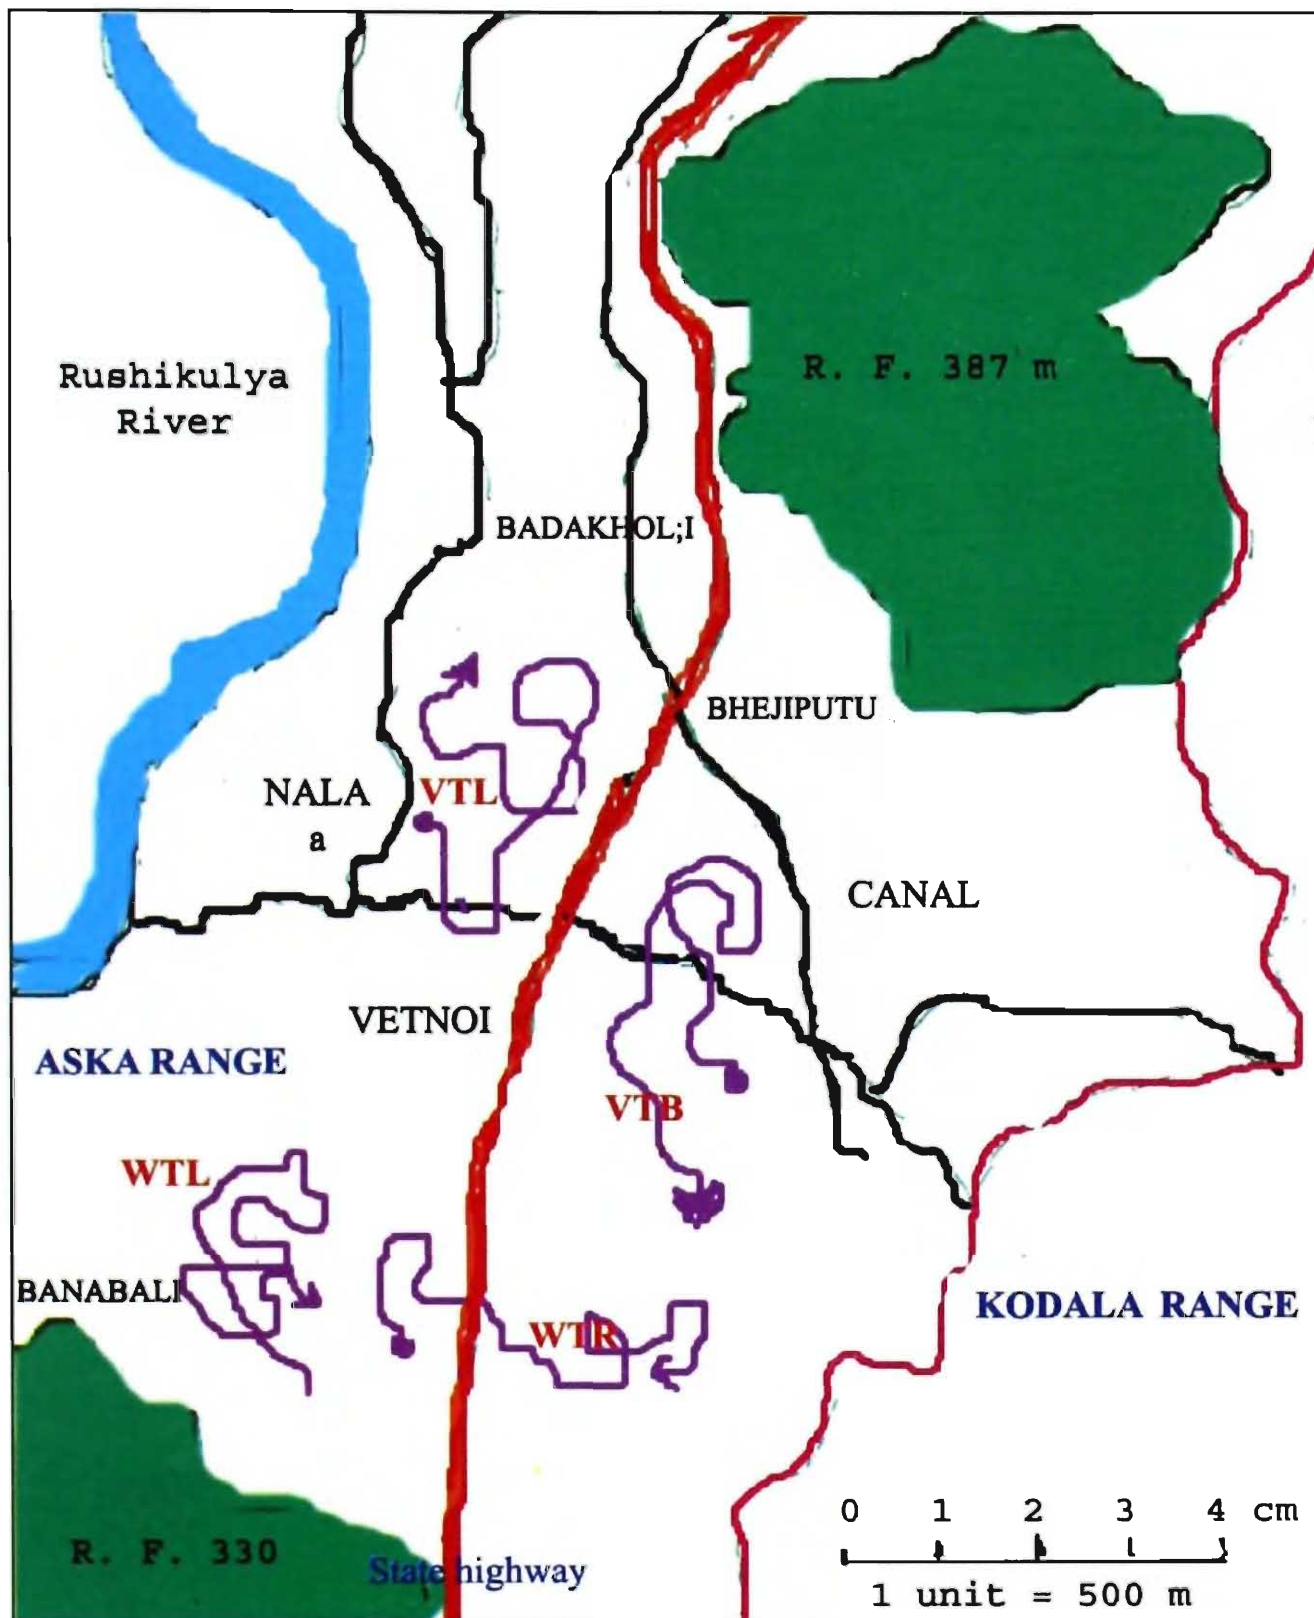 R. F. 387 m
Rushikulya
River
BADAKHOL;I
BHEJIPUTU
NALA
a
VTL
CANAL
VETNOI
ASKA RANGE
VTB
WTL
BANABALI
KODALA RANGE
WTR
0 1 2 3 4 cm
R. F. 330
State highway
1 unit = 500 m